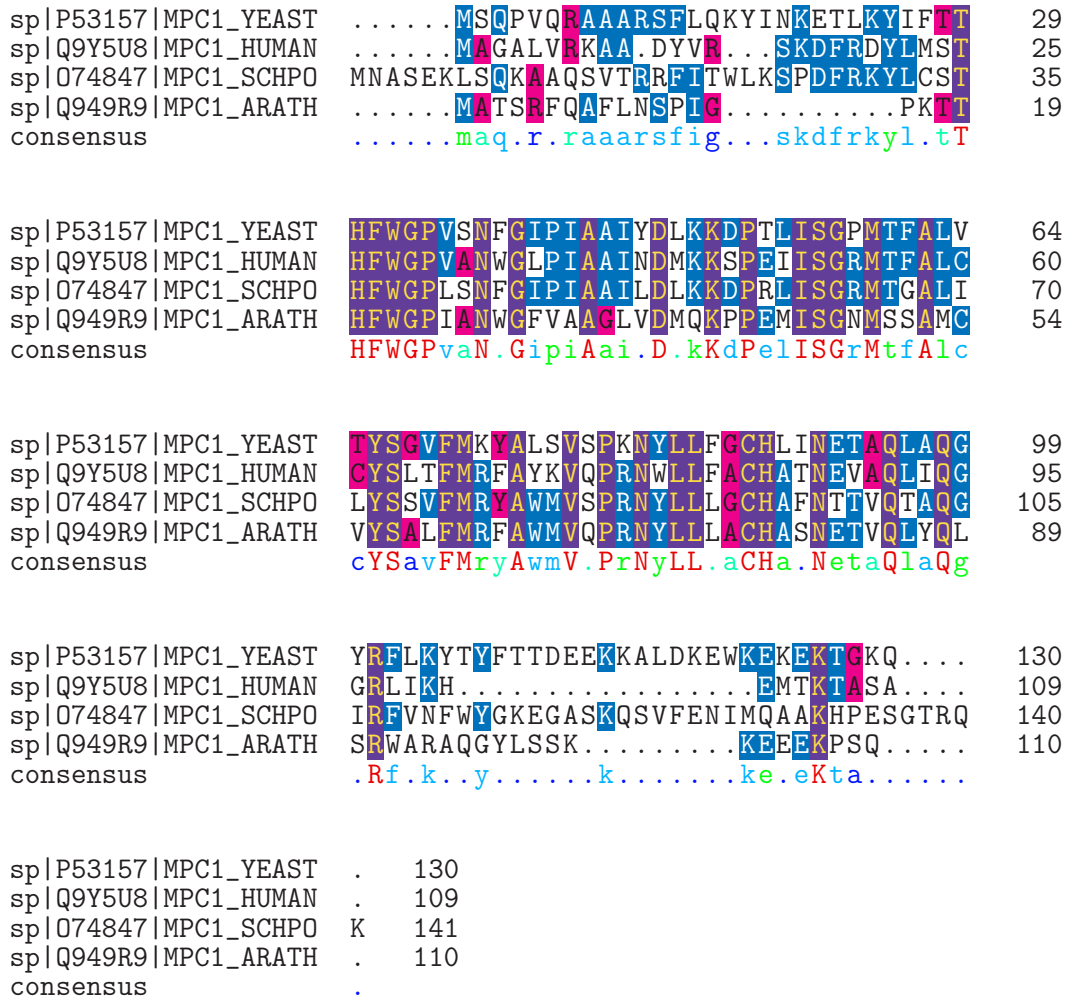 sp|P53157|MPC1_YEAST ......MSQPVQRAAARSFLQKYINKETLKYIFTT 29
sp|Q9Y5U8|MPC1_HUMAN ......MAGALVRKAA.DYVR...SKDFRDYLMST 25
sp|O74847|MPC1_SCHPO MNASEKLSQKAAQSVTRRFITWLKSPDFRKYLCST 35
sp|Q949R9|MPC1_ARATH ......MATSRFQAFLNSPIG..........PKTT 19
consensus ......maq.r.raaarsfig...skdfrkyl.tT
sp|P53157|MPC1_YEAST HFWGPVSNFGIPIAAIYDLKKDPTLISGPMTFALV 64
sp|Q9Y5U8|MPC1_HUMAN HFWGPVANWGLPIAAINDMKKSPEIISGRMTFALC 60
sp|O74847|MPC1_SCHPO HFWGPLSNFGIPIAAILDLKKDPRLISGRMTGALI 70
sp|Q949R9|MPC1_ARATH HFWGPIANWGFVAAGLVDMQKPPEMISGNMSSAMC 54
consensus HFWGPvaN.GipiAai.D.kKdPelISGrMtfAlc
sp|P53157|MPC1_YEAST TYSGVFMKYALSVSPKNYLLFGCHLINETAQLAQG 99
sp|Q9Y5U8|MPC1_HUMAN CYSLTFMRFAYKVQPRNWLLFACHATNEVAQLIQG 95
sp|O74847|MPC1_SCHPO LYSSVFMRYAWMVSPRNYLLLGCHAFNTTVQTAQG 105
sp|Q949R9|MPC1_ARATH VYSALFMRFAWMVQPRNYLLLACHASNETVQLYQL 89
consensus cYSavFMryAwmV.PrNyLL.aCHa.NetaQlaQg
sp|P53157|MPC1_YEAST YRFLKYTYFTTDEEKKALDKEWKEKEKTGKQ.... 130
sp|Q9Y5U8|MPC1_HUMAN GRLIKH.................EMTKTASA.... 109
sp|O74847|MPC1_SCHPO IRFVNFWYGKEGASKQSVFENIMQAAKHPESGTRQ 140
sp|Q949R9|MPC1_ARATH SRWARAQGYLSSK.........KEEEKPSQ..... 110
consensus .Rf.k..y......k.......ke.eKta......
sp|P53157|MPC1_YEAST . 130
sp|Q9Y5U8|MPC1_HUMAN . 109
sp|O74847|MPC1_SCHPO K 141
sp|Q949R9|MPC1_ARATH . 110
consensus .